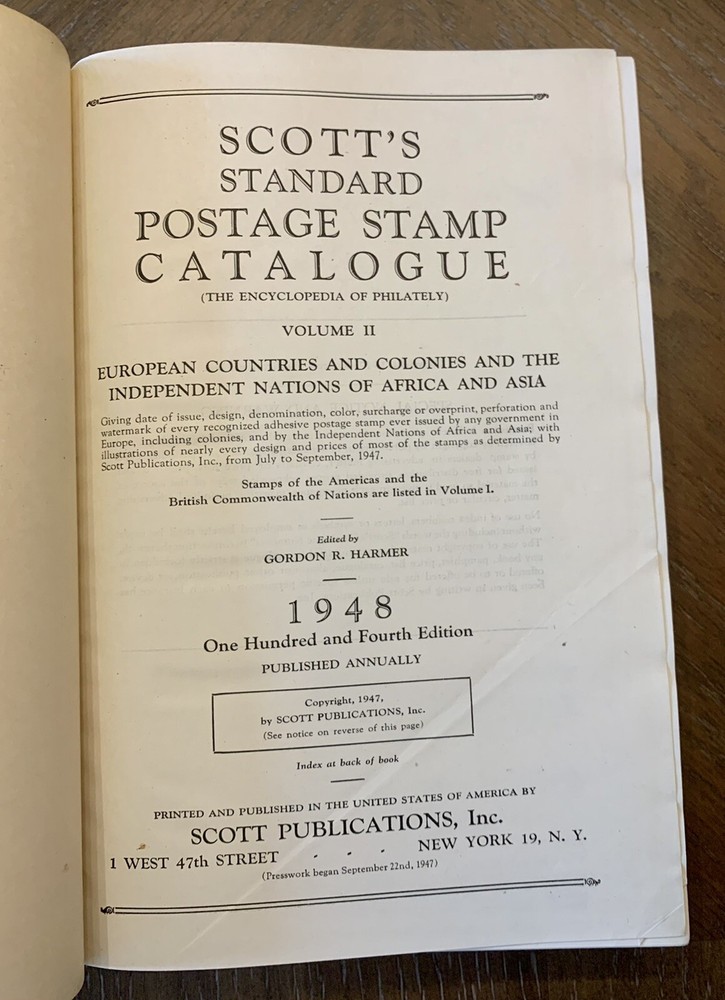 SCOTT'S
STANDARD
POSTAGE STAMP
CATALOGUE
(THE ENCYCLOPEDIA OF PHILATELY)
VOLUME II
EUROPEAN COUNTRIES AND COLONIES AND THE
INDEPENDENT NATIONS OF AFRICA AND ASIA
Giving date of issue, design, denomination, color, surcharge or overprint, perforation and
watermark of every recognized adhesive postage stamp ever issued by any government in
Europe, including colonies, and by the Independent Nations of Africa and Asia; with
illustrations of nearly every design and prices of most of the stamps as determined by
Scott Publications, Inc., from July to September, 1947.
Stamps of the Americas and the
British Commonwealth of Nations are listed in Volume I.
Edited by
GORDON R. HARMER
1948
One Hundred and Fourth Edition
PUBLISHED ANNUALLY
Copyright, 1947,
by SCOTT PUBLICATIONS, Inc.
(See notice on reverse of this page)
Index at back of book
PRINTED AND PUBLISHED IN THE UNITED STATES OF AMERICA BY
SCOTT PUBLICATIONS, Inc.
1 WEST 47th STREET - - - NEW YORK 19, N. Y.
(Presswork began September 22nd, 1947)